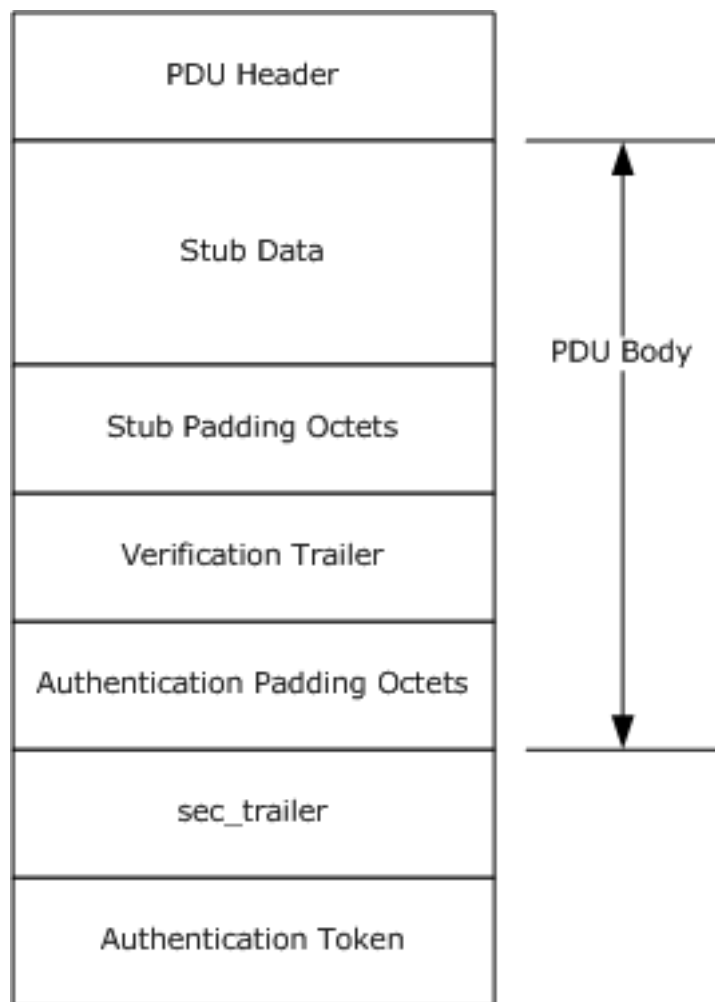 PDU Header
Stub Data
PDU Body
Stub Padding Octets
Verification Trailer
Authentication Padding Octets
sec_trailer
Authentication Token